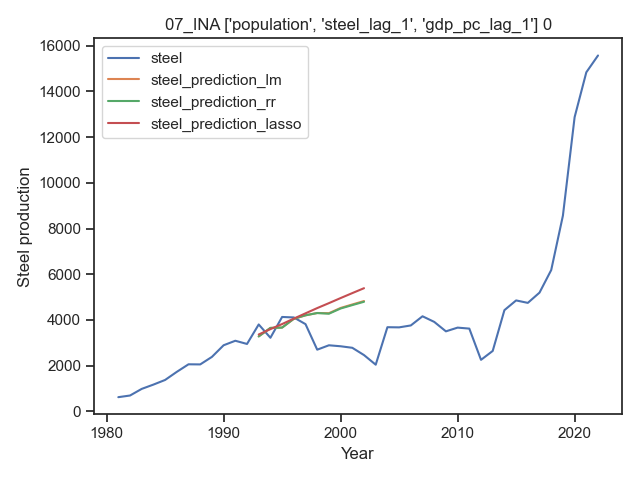 07_INA ['population', 'steel_lag_1', 'gdp_pc_lag_1'] 0
steel
steel_prediction_lm
steel_prediction_rr
steel_prediction_lasso
Steel production
16000
14000
12000
10000
8000
6000
4000
2000
0
1980
1990
2000
2010
2020
Year